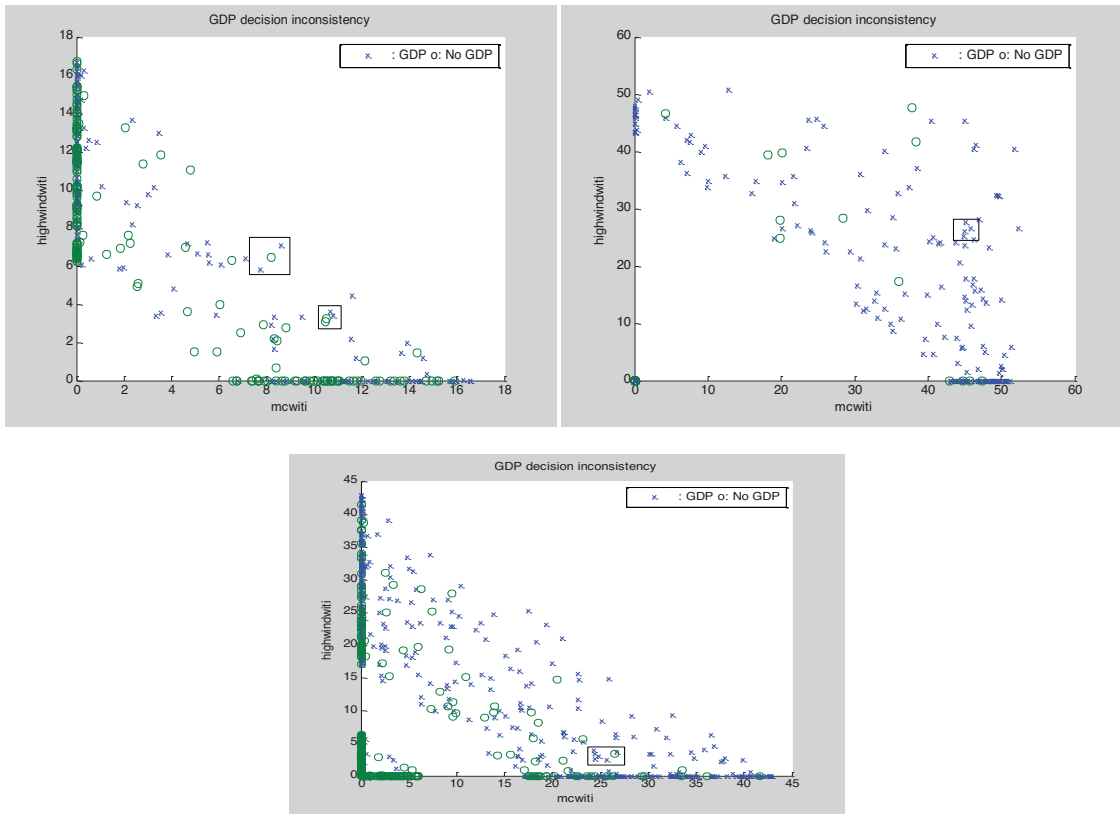 GDP decision inconsistency
18
16
14
12
10
8
6
4
2
0
highwindwiti
× : GDP o: No GDP
0 2 4 6 8 10 12 14 16 18
mcwiti
GDP decision inconsistency
60
50
40
30
20
10
0
highwindwiti
× : GDP o: No GDP
0 10 20 30 40 50 60
mcwiti
GDP decision inconsistency
45
40
35
30
25
20
15
10
5
0
highwindwiti
× : GDP o: No GDP
0 5 10 15 20 25 30 35 40 45
mcwiti